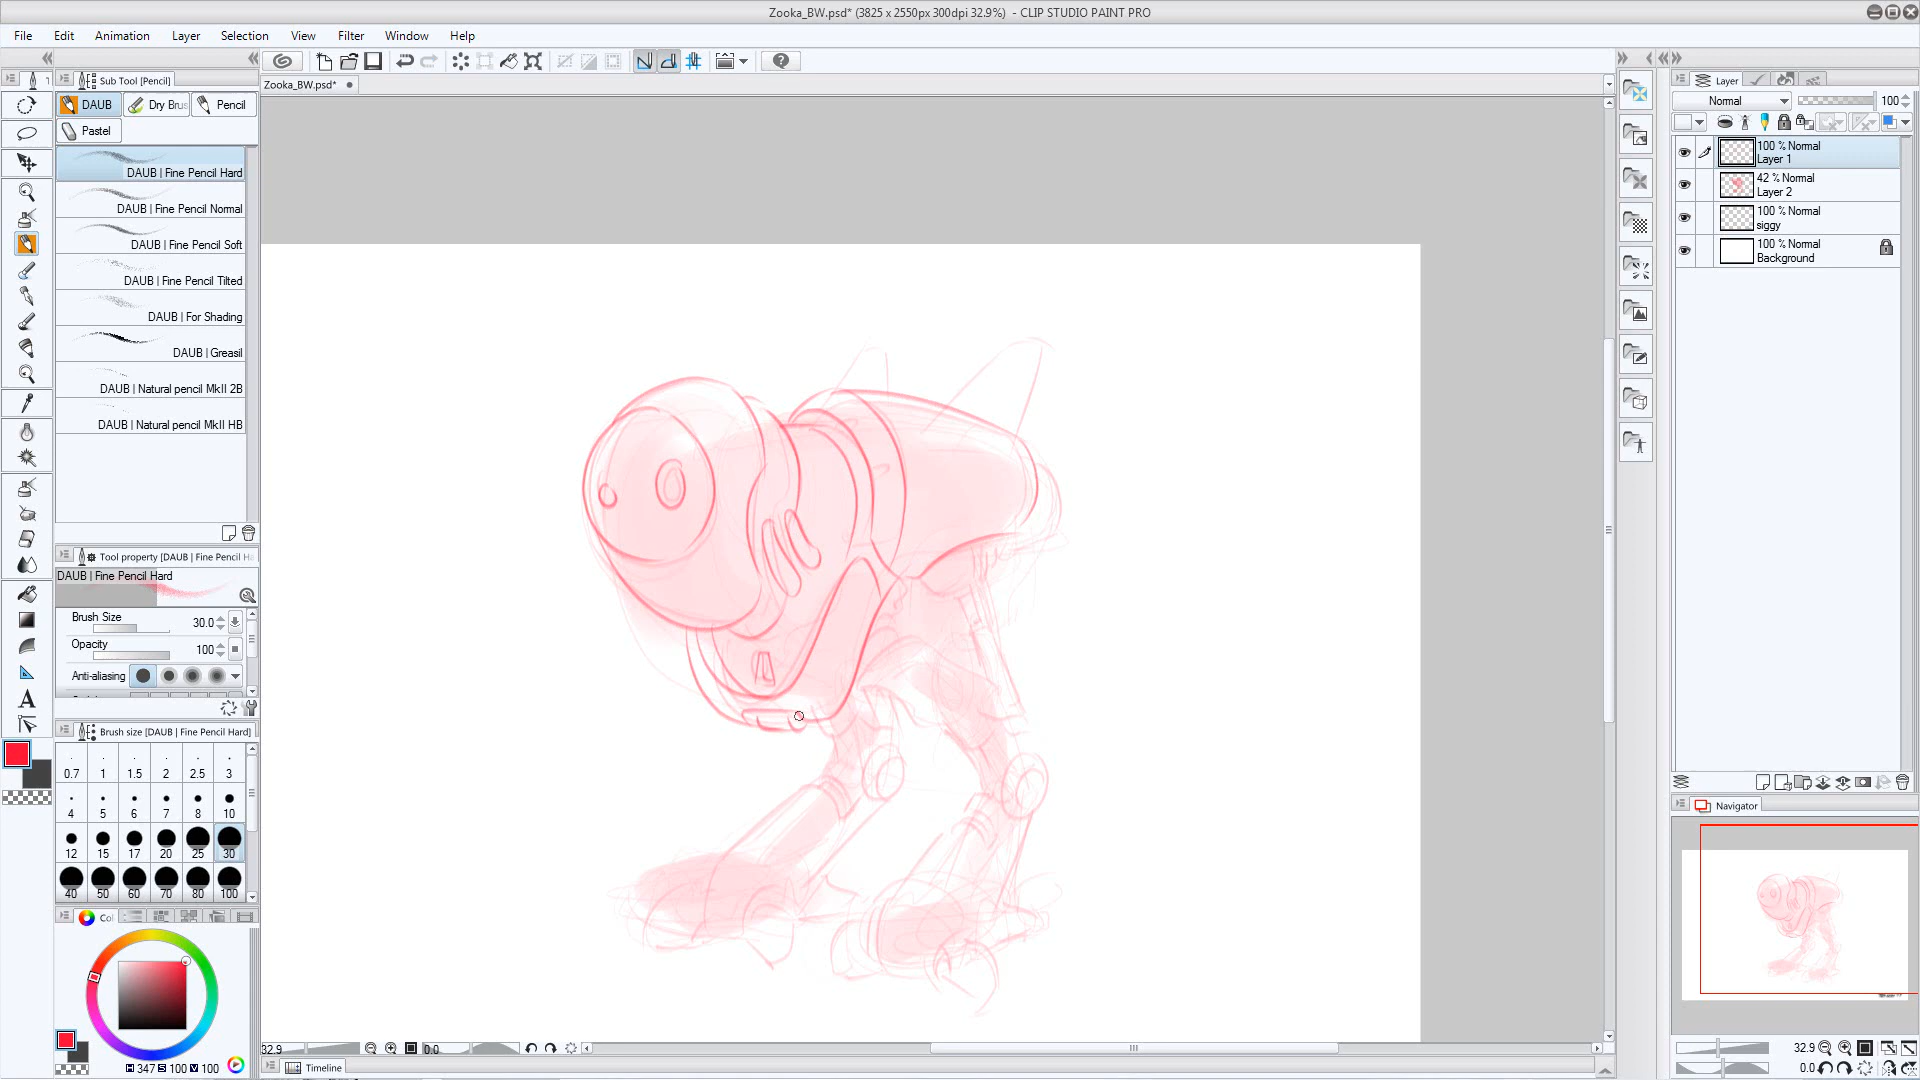 Zooka_BW.psd* (3825 x 2550px 300dpi 32.9%)  - CLIP STUDIO PAINT PRO
File Edit Animation Layer Selection View Filter Window Help
Sub Tool [Pencil]
Zooka_BW.psd*
DAUB Dry Brus Pencil
Pastel
DAUB | Fine Pencil Hard
DAUB | Fine Pencil Normal
DAUB | Fine Pencil Soft
DAUB | Fine Pencil Tilted
DAUB | For Shading
DAUB | Greasil
DAUB | Natural pencil MkII 2B
DAUB | Natural pencil MkII HB
Tool property [DAUB | Fine Pencil Ha
DAUB | Fine Pencil Hard
Brush Size 30.0
Opacity 100
Anti-aliasing
Brush size [DAUB | Fine Pencil Hard]
0.7 1 1.5 2 2.5 3
4 5 6 7 8 10
12 15 17 20 25 30
40 50 60 70 80 100
Col
H 347 S 100 V 100
32.9 0.0
Timeline
Layer
Normal 100
100 % Normal
Layer 1
42 % Normal
Layer 2
100 % Normal
siggy
100 % Normal
Background
Navigator
32.9
0.0